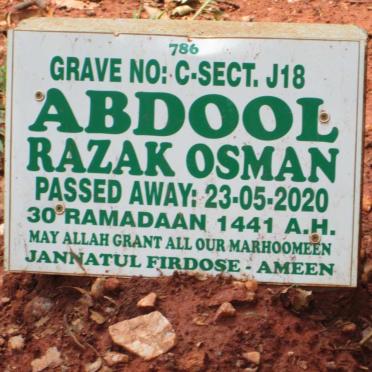 786
GRAVE NO: C-SECT. J18
ABDOOL
RAZAK OSMAN
PASSED AWAY: 23-05-2020
30 RAMADAAN 1441 A.H.
MAY ALLAH GRANT ALL OUR MARHOOMEEN
JANNATUL FIRDOSE - AMEEN